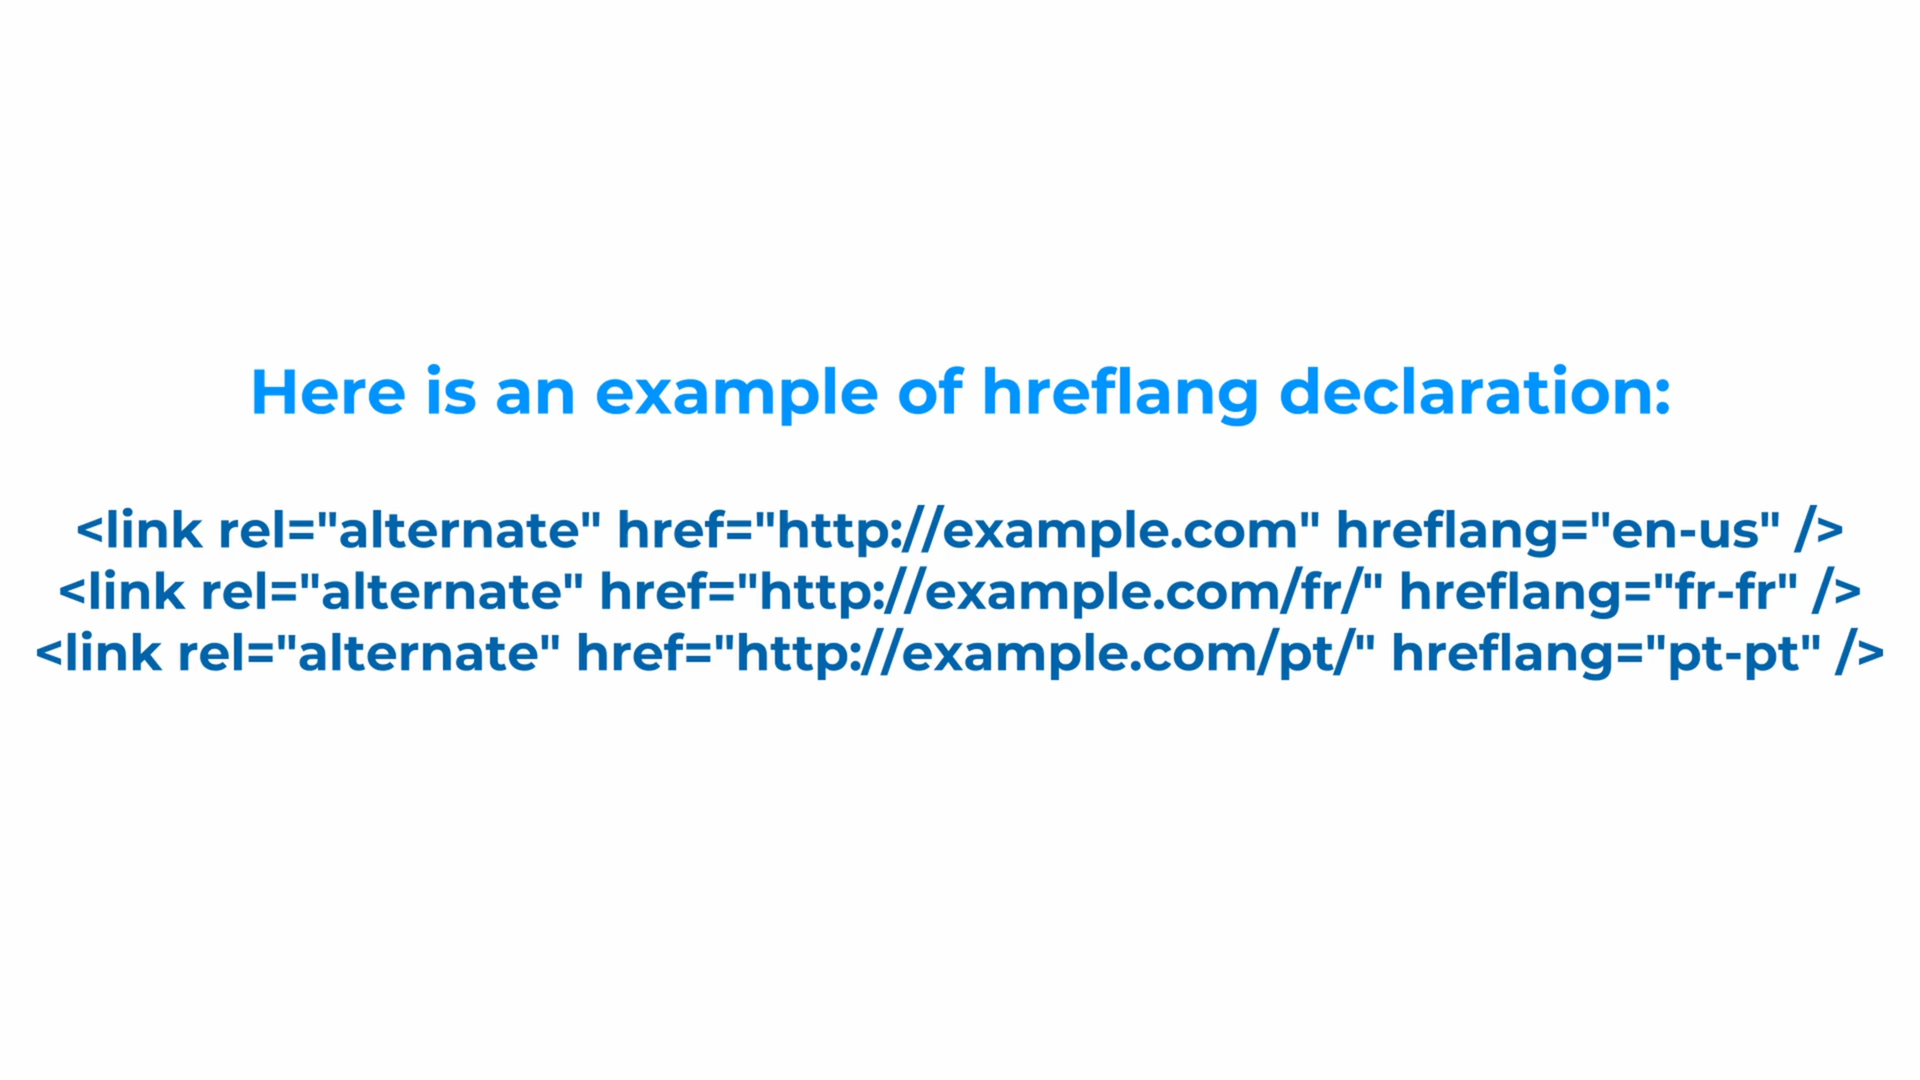 Here is an example of hreflang declaration:
<link rel="alternate" href="http://example.com" hreflang="en-us" />
<link rel="alternate" href="http://example.com/fr/" hreflang="fr-fr" />
<link rel="alternate" href="http://example.com/pt/" hreflang="pt-pt" />